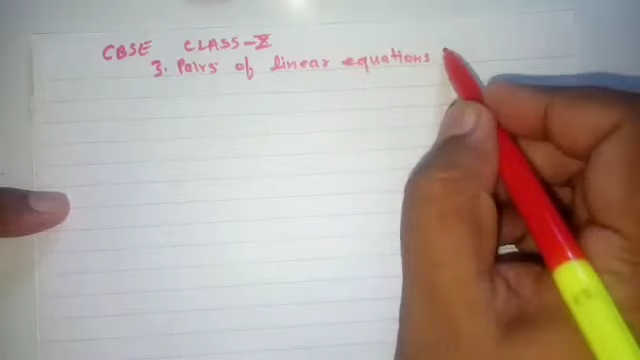 CBSE CLASS-X
3. Pairs of linear equations